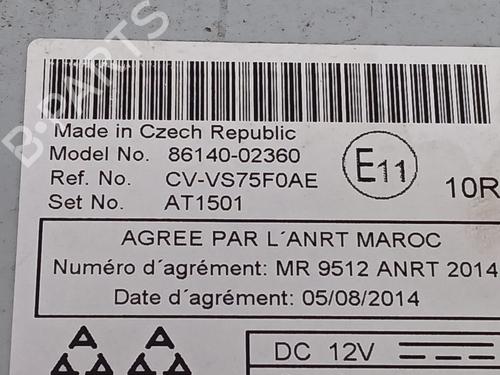 B-PARTS
Made in Czech Republic
Model No. 86140-02360
Ref. No. CV-VS75F0AE
Set No. AT1501
E11
10R
AGREE PAR L´ANRT MAROC
Numéro d´agrément: MR 9512 ANRT 2014
Date d´agrément: 05/08/2014
DC 12V